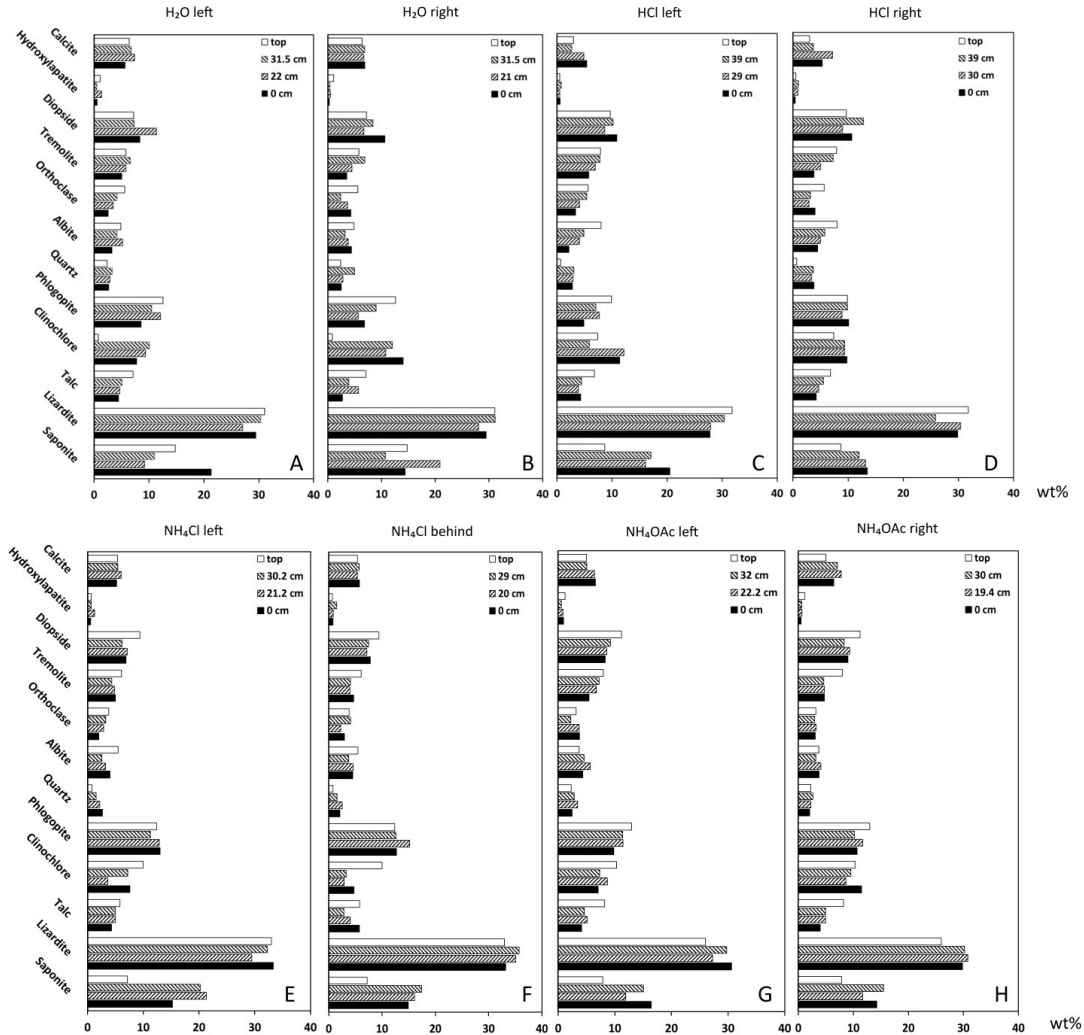 H₂O left
H₂O right
HCl left
HCl right
Calcite
Hydroxylapatite
Diopside
Tremolite
Orthoclase
Albite
Quartz
Phlogopite
Clinochlore
Talc
Lizardite
Saponite
top
31.5 cm
22 cm
0 cm
A
0 10 20 30 40
top
31.5 cm
21 cm
0 cm
B
0 10 20 30 40
top
39 cm
29 cm
0 cm
C
0 10 20 30 40
top
39 cm
30 cm
0 cm
D
0 10 20 30 40
wt%
NH₄Cl left
NH₄Cl behind
NH₄OAc left
NH₄OAc right
Calcite
Hydroxylapatite
Diopside
Tremolite
Orthoclase
Albite
Quartz
Phlogopite
Clinochlore
Talc
Lizardite
Saponite
top
30.2 cm
21.2 cm
0 cm
E
0 10 20 30 40
top
29 cm
20 cm
0 cm
F
0 10 20 30 40
top
32 cm
22.2 cm
0 cm
G
0 10 20 30 40
top
30 cm
19.4 cm
0 cm
H
0 10 20 30 40
wt%